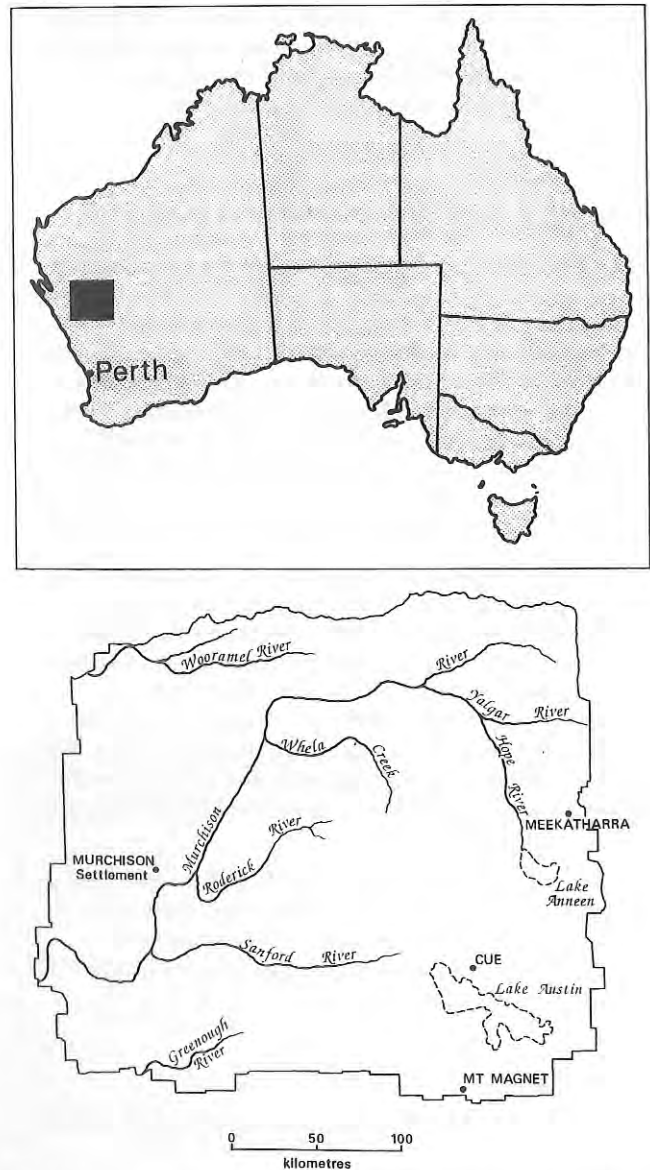 Perth
Wooramel River
River
Yalgar River
Whela Creek
Hope River
Murchison
MEEKATHARRA
MURCHISON
Settlement
Roderick River
Lake
Anneen
Sanford River
CUE
Lake Austin
Greenough
River
MT MAGNET
0 50 100
kilometres